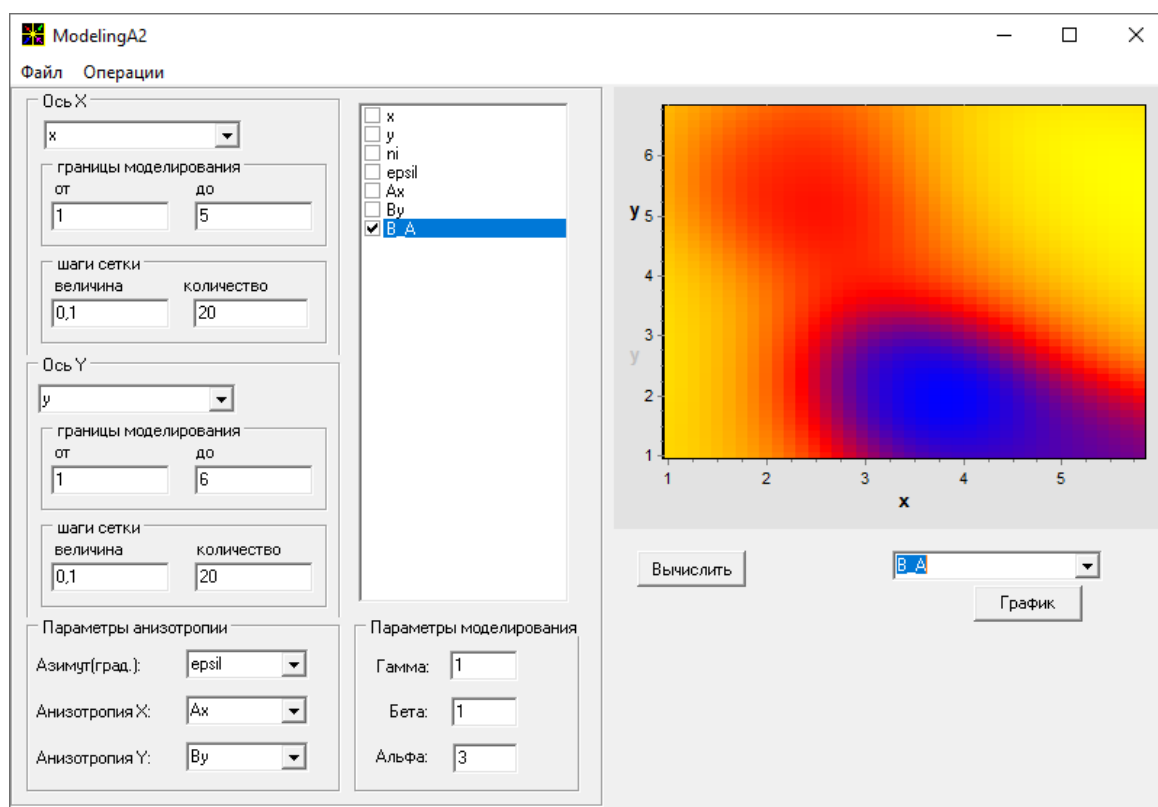 ModelingA2
Файл Операции
Ось X
x
границы моделирования
от до
1 5
шаги сетки
величина количество
0,1 20
Ось Y
y
границы моделирования
от до
1 6
шаги сетки
величина количество
0,1 20
Параметры анизотропии
Азимут(град.): epsil
Анизотропия X: Ax
Анизотропия Y: By
x
y
ni
epsil
Ax
By
B_A
Параметры моделирования
Гамма: 1
Бета: 1
Альфа: 3
6
y 5
4
3
y
2
1
1 2 3 4 5
x
Вычислить B_A
График